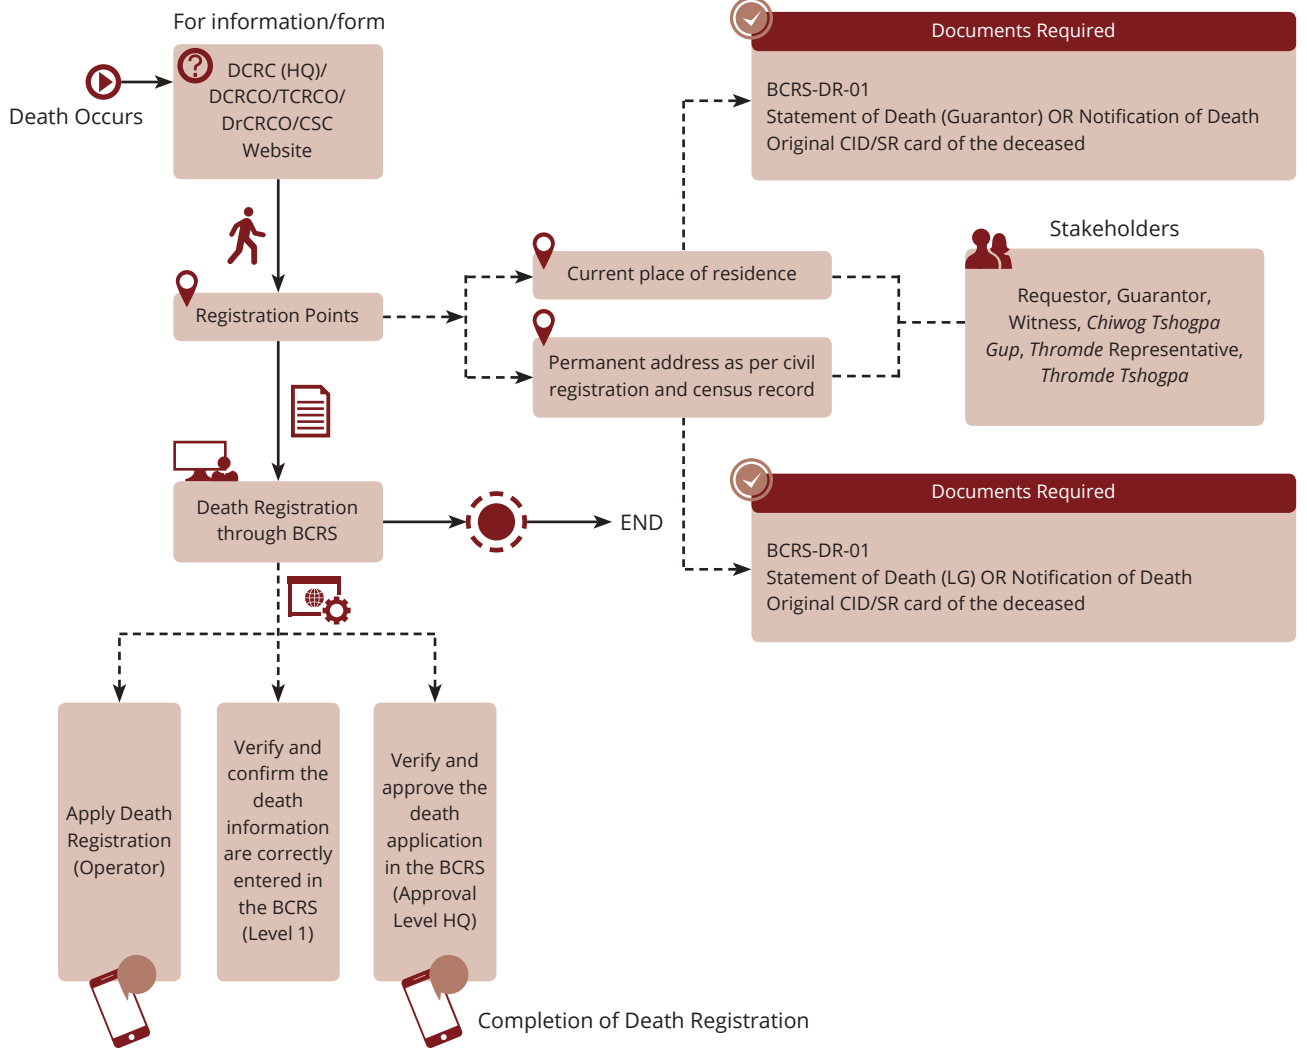 For information/form
DCRC (HQ)/
DCRCO/TCRCO/
DrCRCO/CSC
Website
Death Occurs
Documents Required
BCRS-DR-01
Statement of Death (Guarantor) OR Notification of Death
Original CID/SR card of the deceased
Stakeholders
Requestor, Guarantor,
Witness, Chiwog Tshogpa
Gup, Thromde Representative,
Thromde Tshogpa
Current place of residence
Registration Points
Permanent address as per civil
registration and census record
Documents Required
BCRS-DR-01
Statement of Death (LG) OR Notification of Death
Original CID/SR card of the deceased
Death Registration
through BCRS
END
Apply Death
Registration
(Operator)
Verify and
confirm the
death
information
are correctly
entered in
the BCRS
(Level 1)
Verify and
approve the
death
application
in the BCRS
(Approval
Level HQ)
Completion of Death Registration